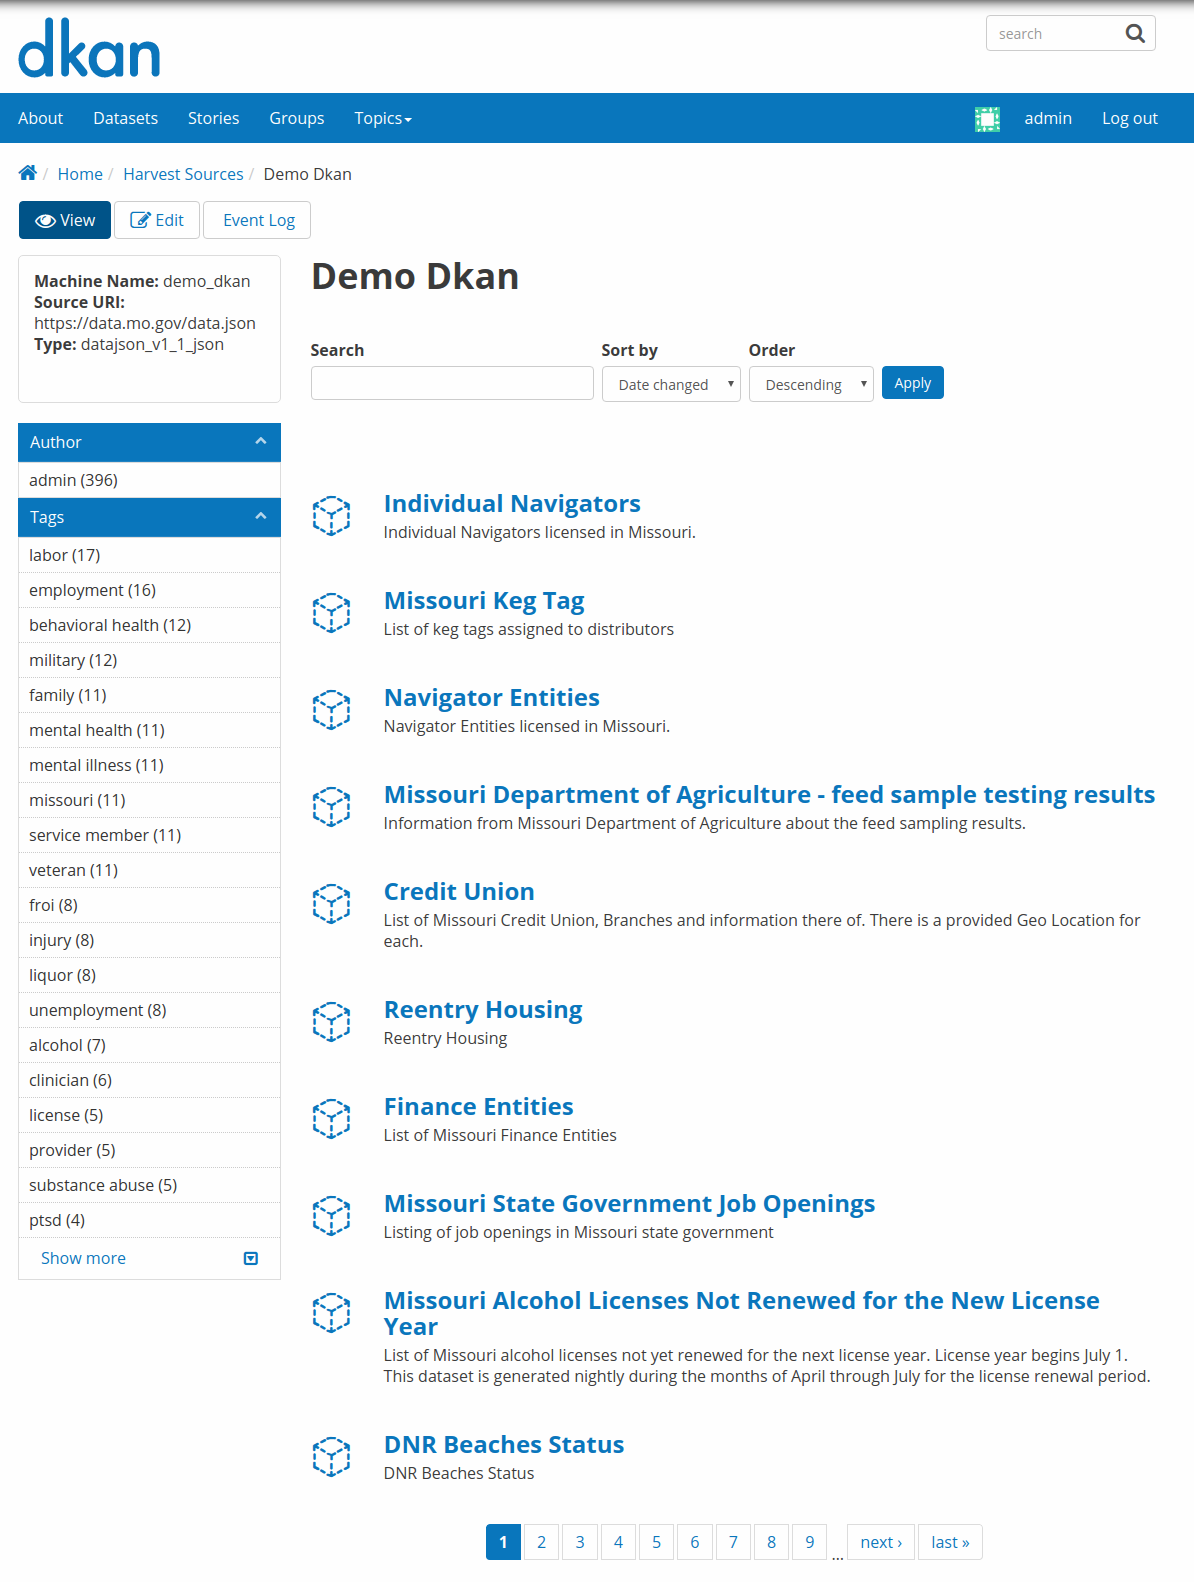 dkan
search
About Datasets Stories Groups Topics admin Log out
/ Home / Harvest Sources / Demo Dkan
View Edit Event Log
Machine Name: demo_dkan
Source URI:
https://data.mo.gov/data.json
Type: datajson_v1_1_json
Demo Dkan
Search Sort by Order
Date changed Descending Apply
Author
admin (396)
Tags
labor (17)
employment (16)
behavioral health (12)
military (12)
family (11)
mental health (11)
mental illness (11)
missouri (11)
service member (11)
veteran (11)
froi (8)
injury (8)
liquor (8)
unemployment (8)
alcohol (7)
clinician (6)
license (5)
provider (5)
substance abuse (5)
ptsd (4)
Show more
Individual Navigators
Individual Navigators licensed in Missouri.
Missouri Keg Tag
List of keg tags assigned to distributors
Navigator Entities
Navigator Entities licensed in Missouri.
Missouri Department of Agriculture - feed sample testing results
Information from Missouri Department of Agriculture about the feed sampling results.
Credit Union
List of Missouri Credit Union, Branches and information there of. There is a provided Geo Location for
each.
Reentry Housing
Reentry Housing
Finance Entities
List of Missouri Finance Entities
Missouri State Government Job Openings
Listing of job openings in Missouri state government
Missouri Alcohol Licenses Not Renewed for the New License
Year
List of Missouri alcohol licenses not yet renewed for the next license year. License year begins July 1.
This dataset is generated nightly during the months of April through July for the license renewal period.
DNR Beaches Status
DNR Beaches Status
1 2 3 4 5 6 7 8 9 ... next › last »